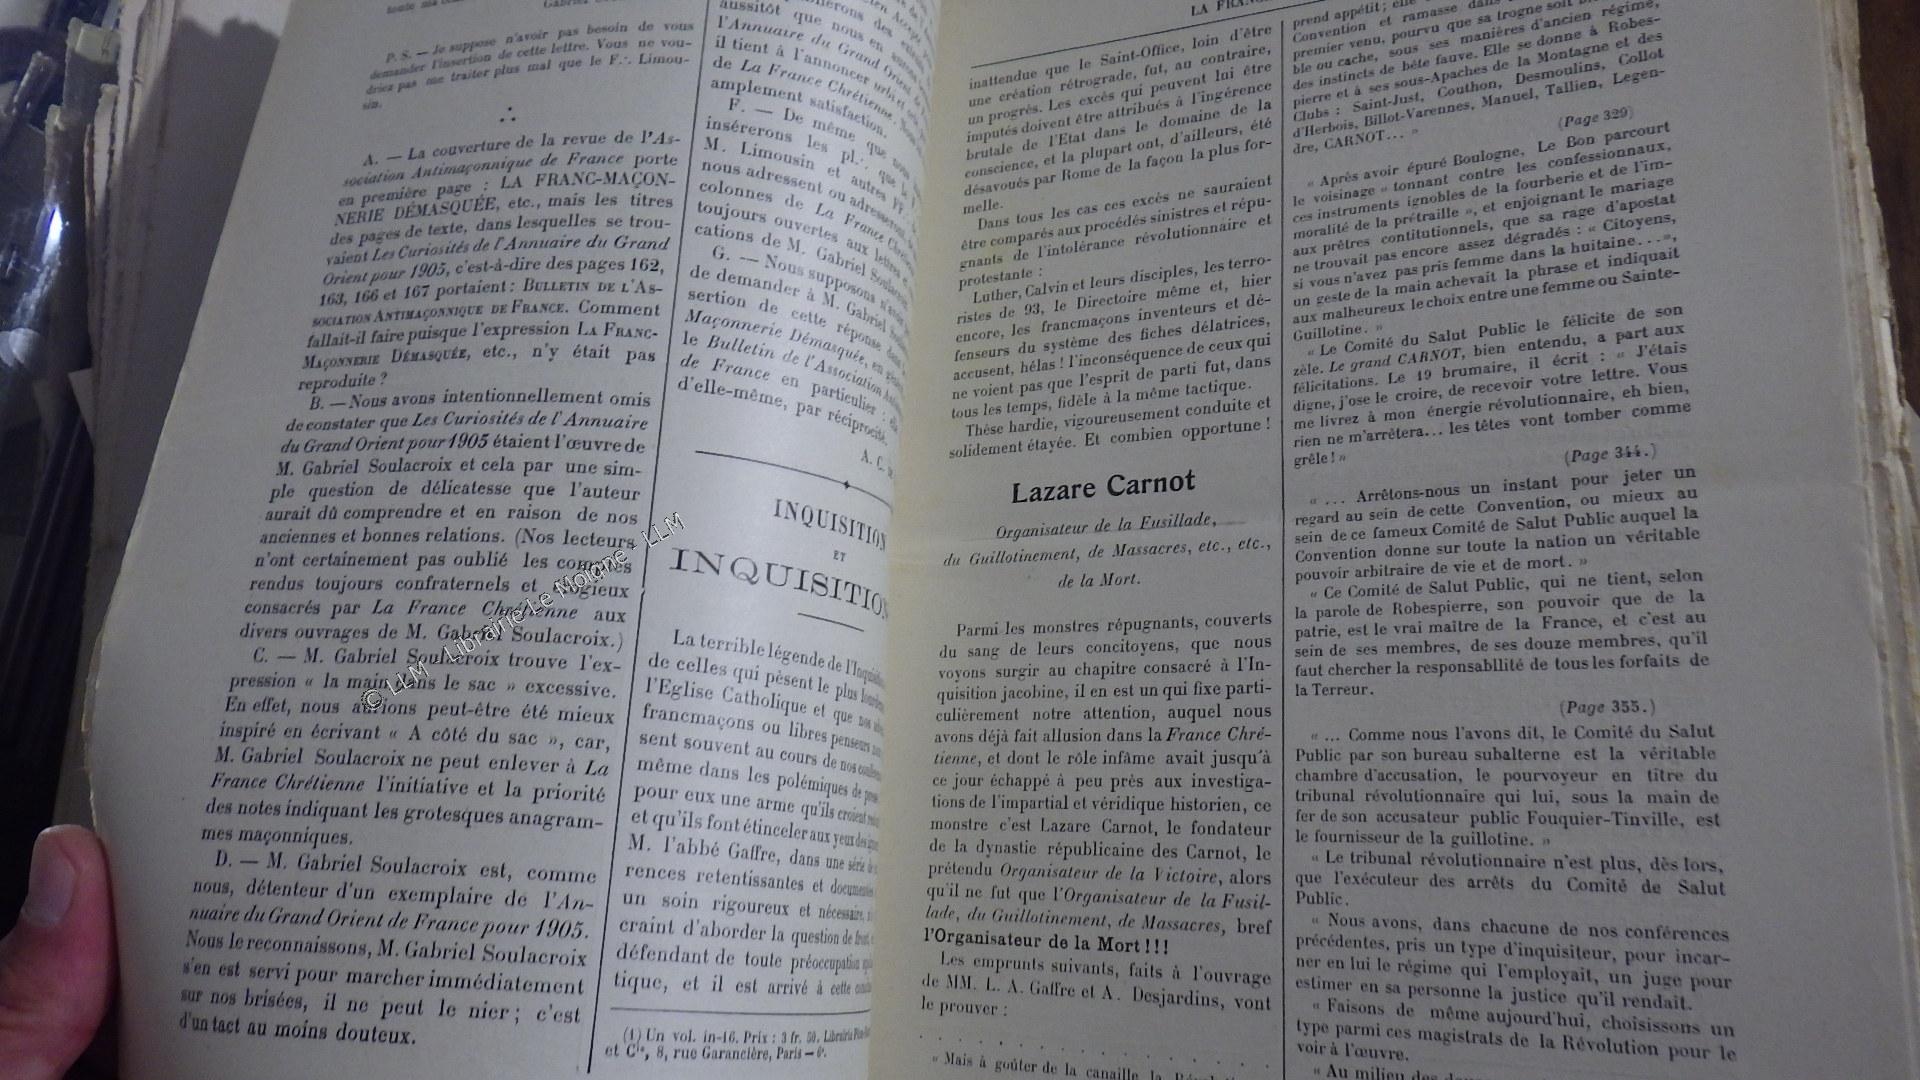 P. S. — Je suppose n'avoir pas besoin de vous
demander l'insertion de cette lettre. Vous ne vou-
driez pas me traiter plus mal que le F∴ Limou-
sin.
A. — La couverture de la revue de l'As-
sociation Antimaçonnique de France porte
en première page : LA FRANC-MAÇON-
NERIE DÉMASQUÉE, etc., mais les titres
des pages de texte, dans lesquelles se trou-
vaient Les Curiosités de l'Annuaire du Grand
Orient pour 1905, c'est-à-dire des pages 162,
163, 166 et 167 portaient : BULLETIN DE L'AS-
SOCIATION ANTIMAÇONNIQUE DE FRANCE. Comment
fallait-il faire puisque l'expression LA FRANC-
MAÇONNERIE DÉMASQUÉE, etc., n'y était pas
reproduite ?
B. — Nous avons intentionnellement omis
de constater que Les Curiosités de l'Annuaire
du Grand Orient pour 1905 étaient l'œuvre de
M. Gabriel Soulacroix et cela par une sim-
ple question de délicatesse que l'auteur
aurait dû comprendre et en raison de nos
anciennes et bonnes relations. (Nos lecteurs
n'ont certainement pas oublié les comptes
rendus toujours confraternels et élogieux
consacrés par La France Chrétienne aux
divers ouvrages de M. Gabriel Soulacroix.)
C. — M. Gabriel Soulacroix trouve l'ex-
pression « la main dans le sac » excessive.
En effet, nous aurions peut-être été mieux
inspiré en écrivant « A côté du sac », car,
M. Gabriel Soulacroix ne peut enlever à La
France Chrétienne l'initiative et la priorité
des notes indiquant les grotesques anagram-
mes maçonniques.
D. — M. Gabriel Soulacroix est, comme
nous, détenteur d'un exemplaire de l'An-
nuaire du Grand Orient de France pour 1905.
Nous le reconnaissons, M. Gabriel Soulacroix
s'en est servi pour marcher immédiatement
sur nos brisées, il ne peut le nier ; c'est
d'un tact au moins douteux.
aussitôt que nous en aurons
l'Annuaire du Grand Orient de
il tient à l'annoncer urbi et
de La France Chrétienne.
amplement satisfaction.
F. — De même que nous
insérerons les pl∴ que le
M. Limousin et autres FF∴
nous adressent ou adresseront,
colonnes de La France Chrétienne
toujours ouvertes aux lettres et
cations de M. Gabriel Soulacroix
G. — Nous supposons n'avoir
de demander à M. Gabriel
sertion de cette réponse, dans
Maçonnerie Démasquée, en
le Bulletin de l'Association
de France en particulier :
d'elle-même, par réciprocité.
INQUISITION
ET
INQUISITION
La terrible légende de l'Inquisition
de celles qui pèsent le plus lourdement
l'Eglise Catholique et que nos
francmaçons ou libres penseurs
sent souvent au cours de nos
même dans les polémiques de
pour eux une arme qu'ils croient
et qu'ils font étinceler aux yeux des
M. l'abbé Gaffre, dans une série de
rences retentissantes et documentées
un soin rigoureux et nécessaire,
craint d'aborder la question de front,
défendant de toute préoccupation
tique, et il est arrivé à cette
(1) Un vol. in-16. Prix : 3 fr. 50. Librairie
et Cie, 8, rue Garancière, Paris — 6e.
LA FRANC
inattendue que le Saint-Office, loin d'être
une création rétrograde, fut, au contraire,
un progrès. Les excès qui peuvent lui être
imputés doivent être attribués à l'ingérence
brutale de l'Etat dans le domaine de la
conscience, et la plupart ont, d'ailleurs, été
désavoués par Rome de la façon la plus for-
melle.
Dans tous les cas ces excès ne sauraient
être comparés aux procédés sinistres et répu-
gnants de l'intolérance révolutionnaire et
protestante :
Luther, Calvin et leurs disciples, les terro-
ristes de 93, le Directoire même et, hier
encore, les francmaçons inventeurs et dé-
fenseurs du système des fiches délatrices,
accusent, hélas ! l'inconséquence de ceux qui
ne voient pas que l'esprit de parti fut, dans
tous les temps, fidèle à la même tactique.
Thèse hardie, vigoureusement conduite et
solidement étayée. Et combien opportune !
Lazare Carnot
Organisateur de la Fusillade,
du Guillotinement, de Massacres, etc., etc.,
de la Mort.
Parmi les monstres répugnants, couverts
du sang de leurs concitoyens, que nous
voyons surgir au chapitre consacré à l'In-
quisition jacobine, il en est un qui fixe parti-
culièrement notre attention, auquel nous
avons déjà fait allusion dans la France Chré-
tienne, et dont le rôle infâme avait jusqu'à
ce jour échappé à peu près aux investiga-
tions de l'impartial et véridique historien, ce
monstre c'est Lazare Carnot, le fondateur
de la dynastie républicaine des Carnot, le
prétendu Organisateur de la Victoire, alors
qu'il ne fut que l'Organisateur de la Fusil-
lade, du Guillotinement, de Massacres, bref
l'Organisateur de la Mort ! ! !
Les emprunts suivants, faits à l'ouvrage
de MM. L. A. Gaffre et A. Desjardins, vont
le prouver :
« Mais à goûter de la canaille, la
prend appétit ; elle
Convention et ramasse dans
premier venu, pourvu que sa trogne soit
ble ou cache, sous ses manières d'ancien régime,
des instincts de bête fauve. Elle se donne à Robes-
pierre et à ses sous-Apaches de la Montagne et des
Clubs : Saint-Just, Couthon, Desmoulins, Collot
d'Herbois, Billot-Varennes, Manuel, Tallien, Legen-
dre, CARNOT... »
(Page 329)
« Après avoir épuré Boulogne, Le Bon parcourt
le voisinage « tonnant contre les confessionnaux,
ces instruments ignobles de la fourberie et de l'im-
moralité de la prêtraille », et enjoignant le mariage
aux prêtres contitutionnels, que sa rage d'apostat
ne trouvait pas encore assez dégradés : « Citoyens,
si vous n'avez pas pris femme dans la huitaine... »,
un geste de la main achevait la phrase et indiquait
aux malheureux le choix entre une femme ou Sainte-
Guillotine. »
« Le Comité du Salut Public le félicite de son
zèle. Le grand CARNOT, bien entendu, a part aux
félicitations. Le 19 brumaire, il écrit : « J'étais
digne, j'ose le croire, de recevoir votre lettre. Vous
me livrez à mon énergie révolutionnaire, eh bien,
rien ne m'arrêtera... les têtes vont tomber comme
grêle ! »
(Page 344.)
« ... Arrêtons-nous un instant pour jeter un
regard au sein de cette Convention, ou mieux au
sein de ce fameux Comité de Salut Public auquel la
Convention donne sur toute la nation un véritable
pouvoir arbitraire de vie et de mort. »
« Ce Comité de Salut Public, qui ne tient, selon
la parole de Robespierre, son pouvoir que de la
patrie, est le vrai maître de la France, et c'est au
sein de ses membres, de ses douze membres, qu'il
faut chercher la responsabllité de tous les forfaits de
la Terreur.
(Page 355.)
« ... Comme nous l'avons dit, le Comité du Salut
Public par son bureau subalterne est la véritable
chambre d'accusation, le pourvoyeur en titre du
tribunal révolutionnaire qui lui, sous la main de
fer de son accusateur public Fouquier-Tinville, est
le fournisseur de la guillotine. »
« Le tribunal révolutionnaire n'est plus, dès lors,
que l'exécuteur des arrêts du Comité de Salut
Public.
« Nous avons, dans chacune de nos conférences
précédentes, pris un type d'inquisiteur, pour incar-
ner en lui le régime qui l'employait, un juge pour
estimer en sa personne la justice qu'il rendait.
« Faisons de même aujourd'hui, choisissons un
type parmi ces magistrats de la Révolution pour le
voir à l'œuvre.
« Au milieu des
© LLM - Librairie Le Moigne - LLM